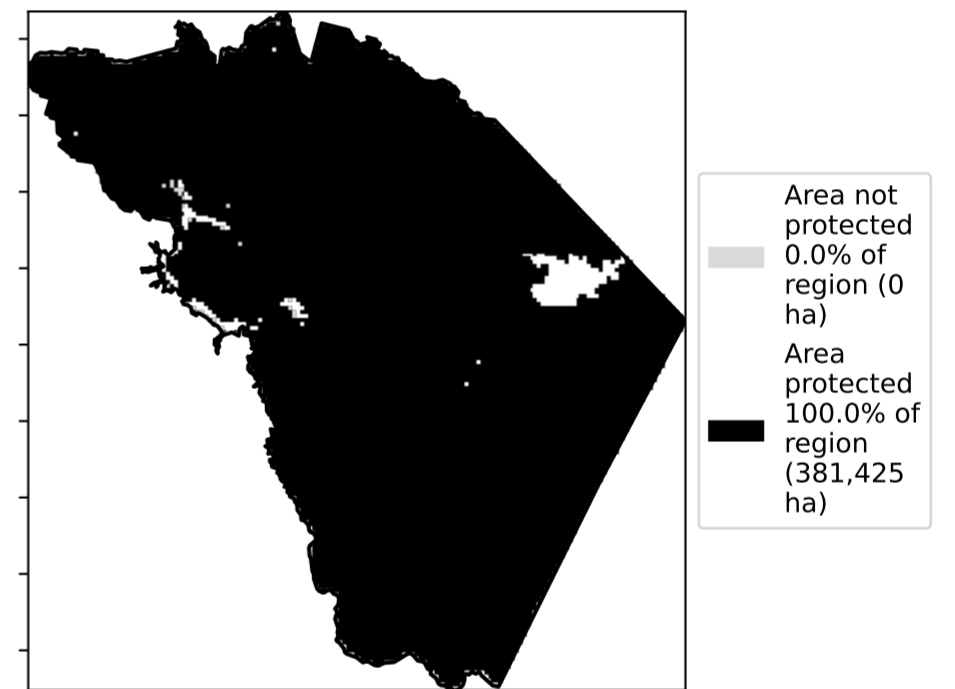 Area not
protected
0.0% of
region (0
ha)
Area
protected
100.0% of
region
(381,425
ha)